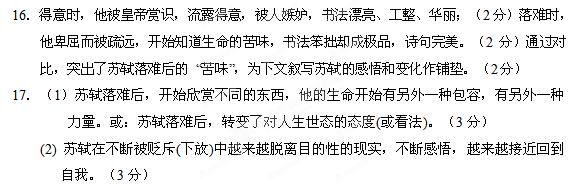 16. 得意时，他被皇帝赏识，流露得意，被人嫉妒，书法漂亮、工整、华丽；（2分）落难时，
他卑屈而被疏远，开始知道生命的苦味，书法笨拙却成极品，诗句完美。（2 分）通过对
比，突出了苏轼落难后的 “苦味”，为下文叙写苏轼的感悟和变化作铺垫。（2分）
17. （1）苏轼落难后，开始欣赏不同的东西，他的生命开始有另外一种包容，有另外一种
力量。或：苏轼落难后，转变了对人生世态的态度(或看法)。（3 分）
(2) 苏轼在不断被贬斥(下放)中越来越脱离目的性的现实，不断感悟，越来越接近回到
自我。（3 分）